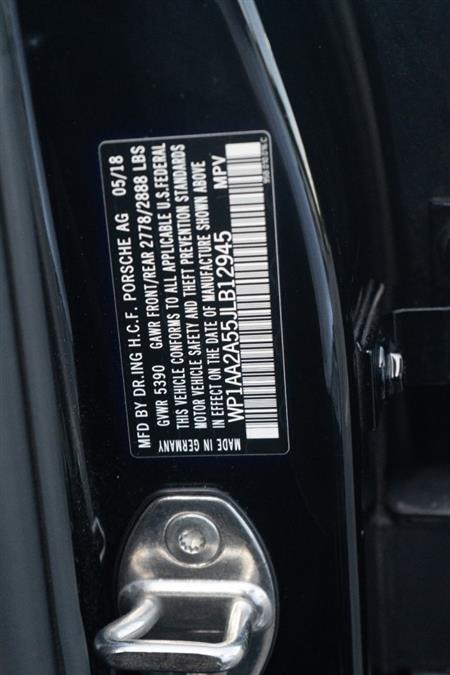 MFD BY DR.ING H.C.F. PORSCHE AG 05/18
GVWR 5390 GAWR FRONT/REAR 2778/2888 LBS
THIS VEHICLE CONFORMS TO ALL APPLICABLE U.S.FEDERAL
MOTOR VEHICLE SAFETY AND THEFT PREVENTION STANDARDS
IN EFFECT ON THE DATE OF MANUFACTURE SHOWN ABOVE
WP1AA2A55JLB12945 MPV
MADE IN GERMANY